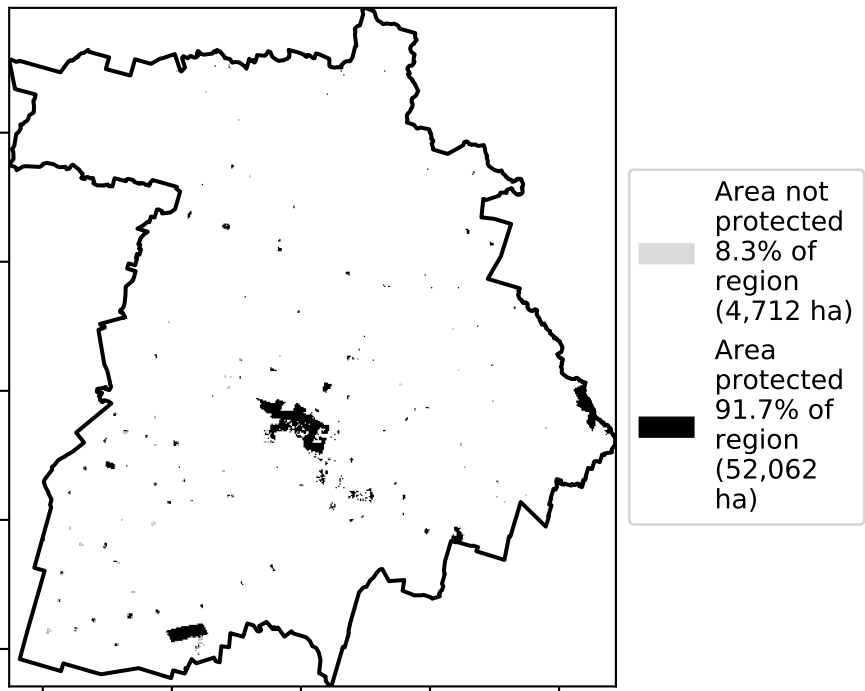 Area not
protected
8.3% of
region
(4,712 ha)
Area
protected
91.7% of
region
(52,062
ha)